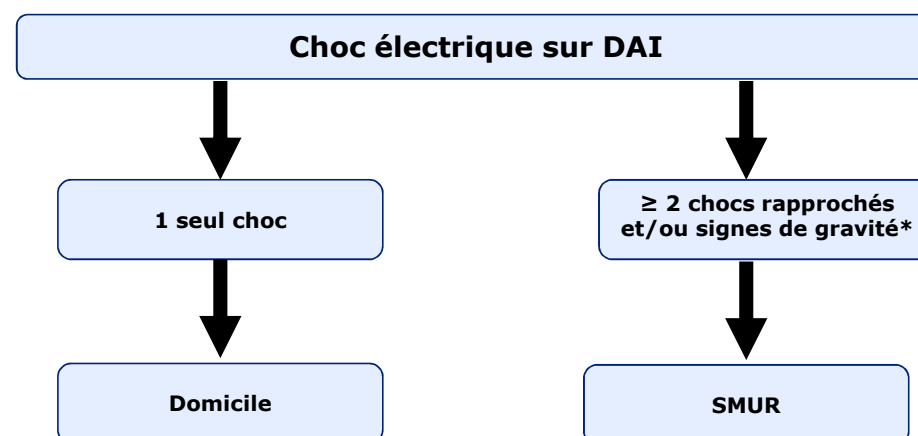 Choc électrique sur DAI
1 seul choc
≥ 2 chocs rapprochés
et/ou signes de gravité*
Domicile
SMUR